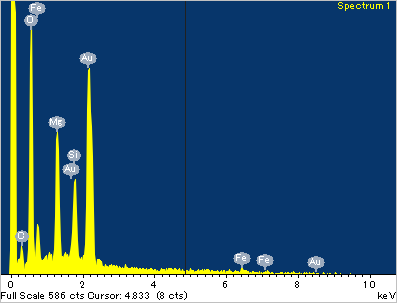 Spectrum 1
Fe
O
Au
Mg
Si
Au
C
Fe
Fe
Au
0 2 4 6 8 10
Full Scale 586 cts Cursor: 4.833 (8 cts) keV